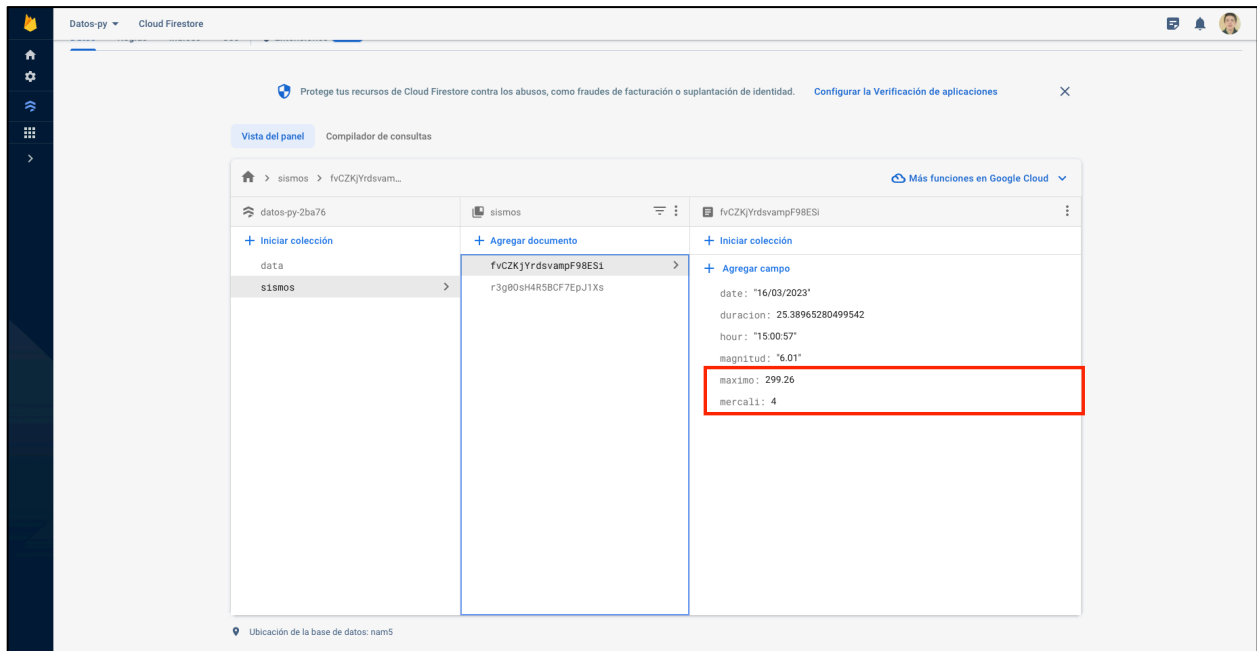 Datos-py Cloud Firestore
Protege tus recursos de Cloud Firestore contra los abusos, como fraudes de facturación o suplantación de identidad. Configurar la Verificación de aplicaciones
Vista del panel Compilador de consultas
sismos > fvCZKjYrdsvam... Más funciones en Google Cloud
datos-py-2ba76 sismos fvCZKjYrdsvampF98ESi
+ Iniciar colección + Agregar documento + Iniciar colección
data fvCZKjYrdsvampF98ESi + Agregar campo
sismos r3g0OsH4R5BCF7EpJ1Xs
date: "16/03/2023"
duracion: 25.38965280499542
hour: "15:00:57"
magnitud: "6.01"
maximo: 299.26
mercali: 4
Ubicación de la base de datos: nam5